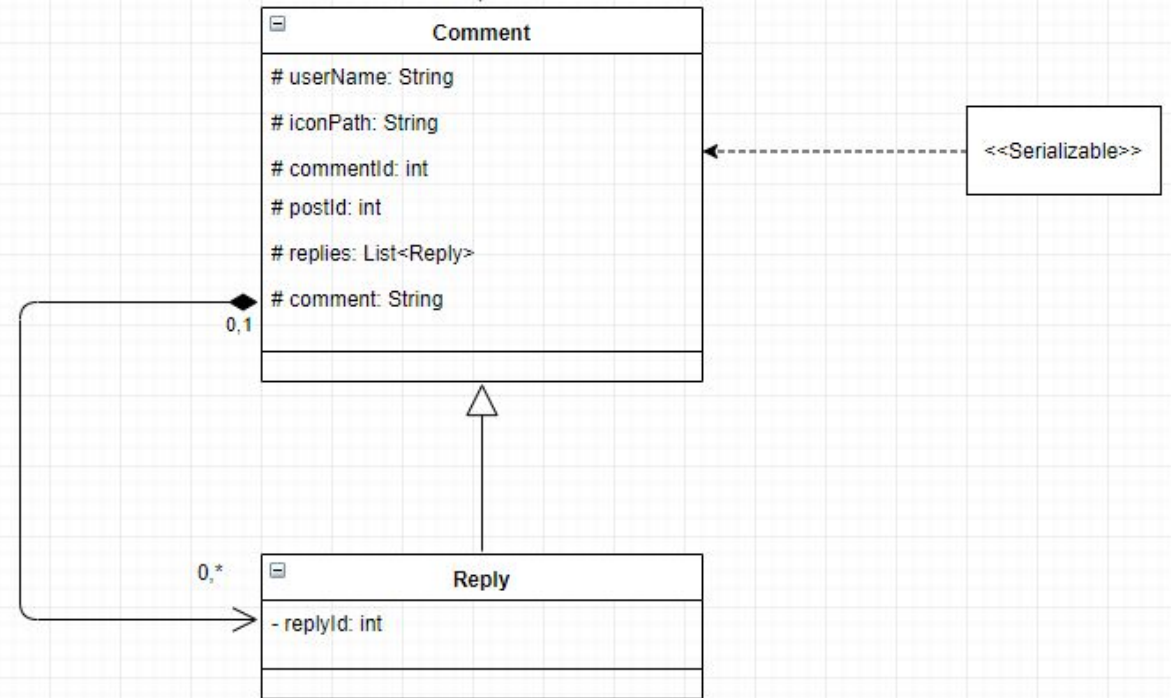 Comment
# userName: String
# iconPath: String
# commentId: int
# postId: int
# replies: List<Reply>
# comment: String
0,1
<<Serializable>>
0,*
Reply
- replyId: int